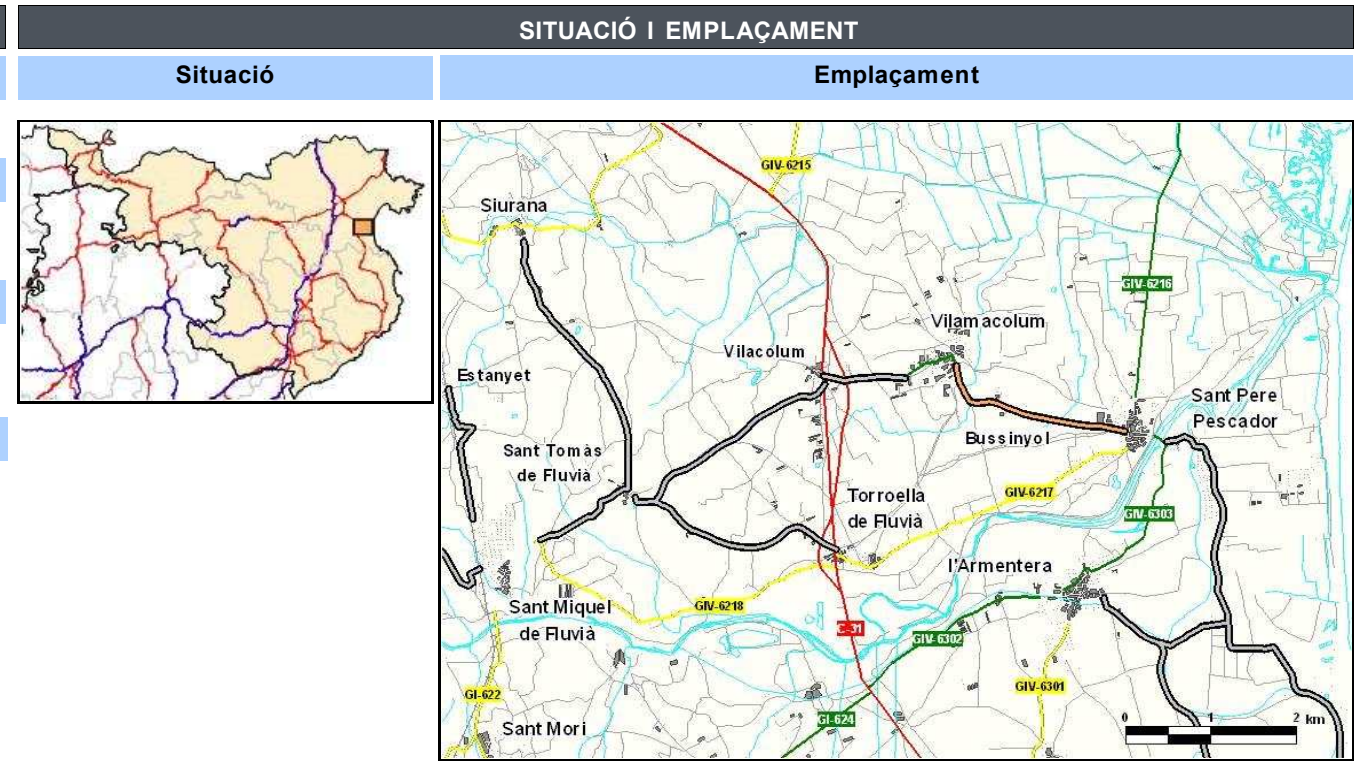 SITUACIÓ I EMPLAÇAMENT
Situació
Emplaçament
GIV-6215
Siurana
GIV-6216
Vilamacolum
Vilacolum
Estanyet
Sant Pere
Pescador
Bussinyol
Sant Tomàs
de Fluvià
GIV-6217
Torroella
de Fluvià
GIV-6303
l'Armentera
Sant Miquel
de Fluvià
GIV-6218
C-31
GIV-6302
GI-622
GIV-6301
GI-624
Sant Mori
0 1 2 km